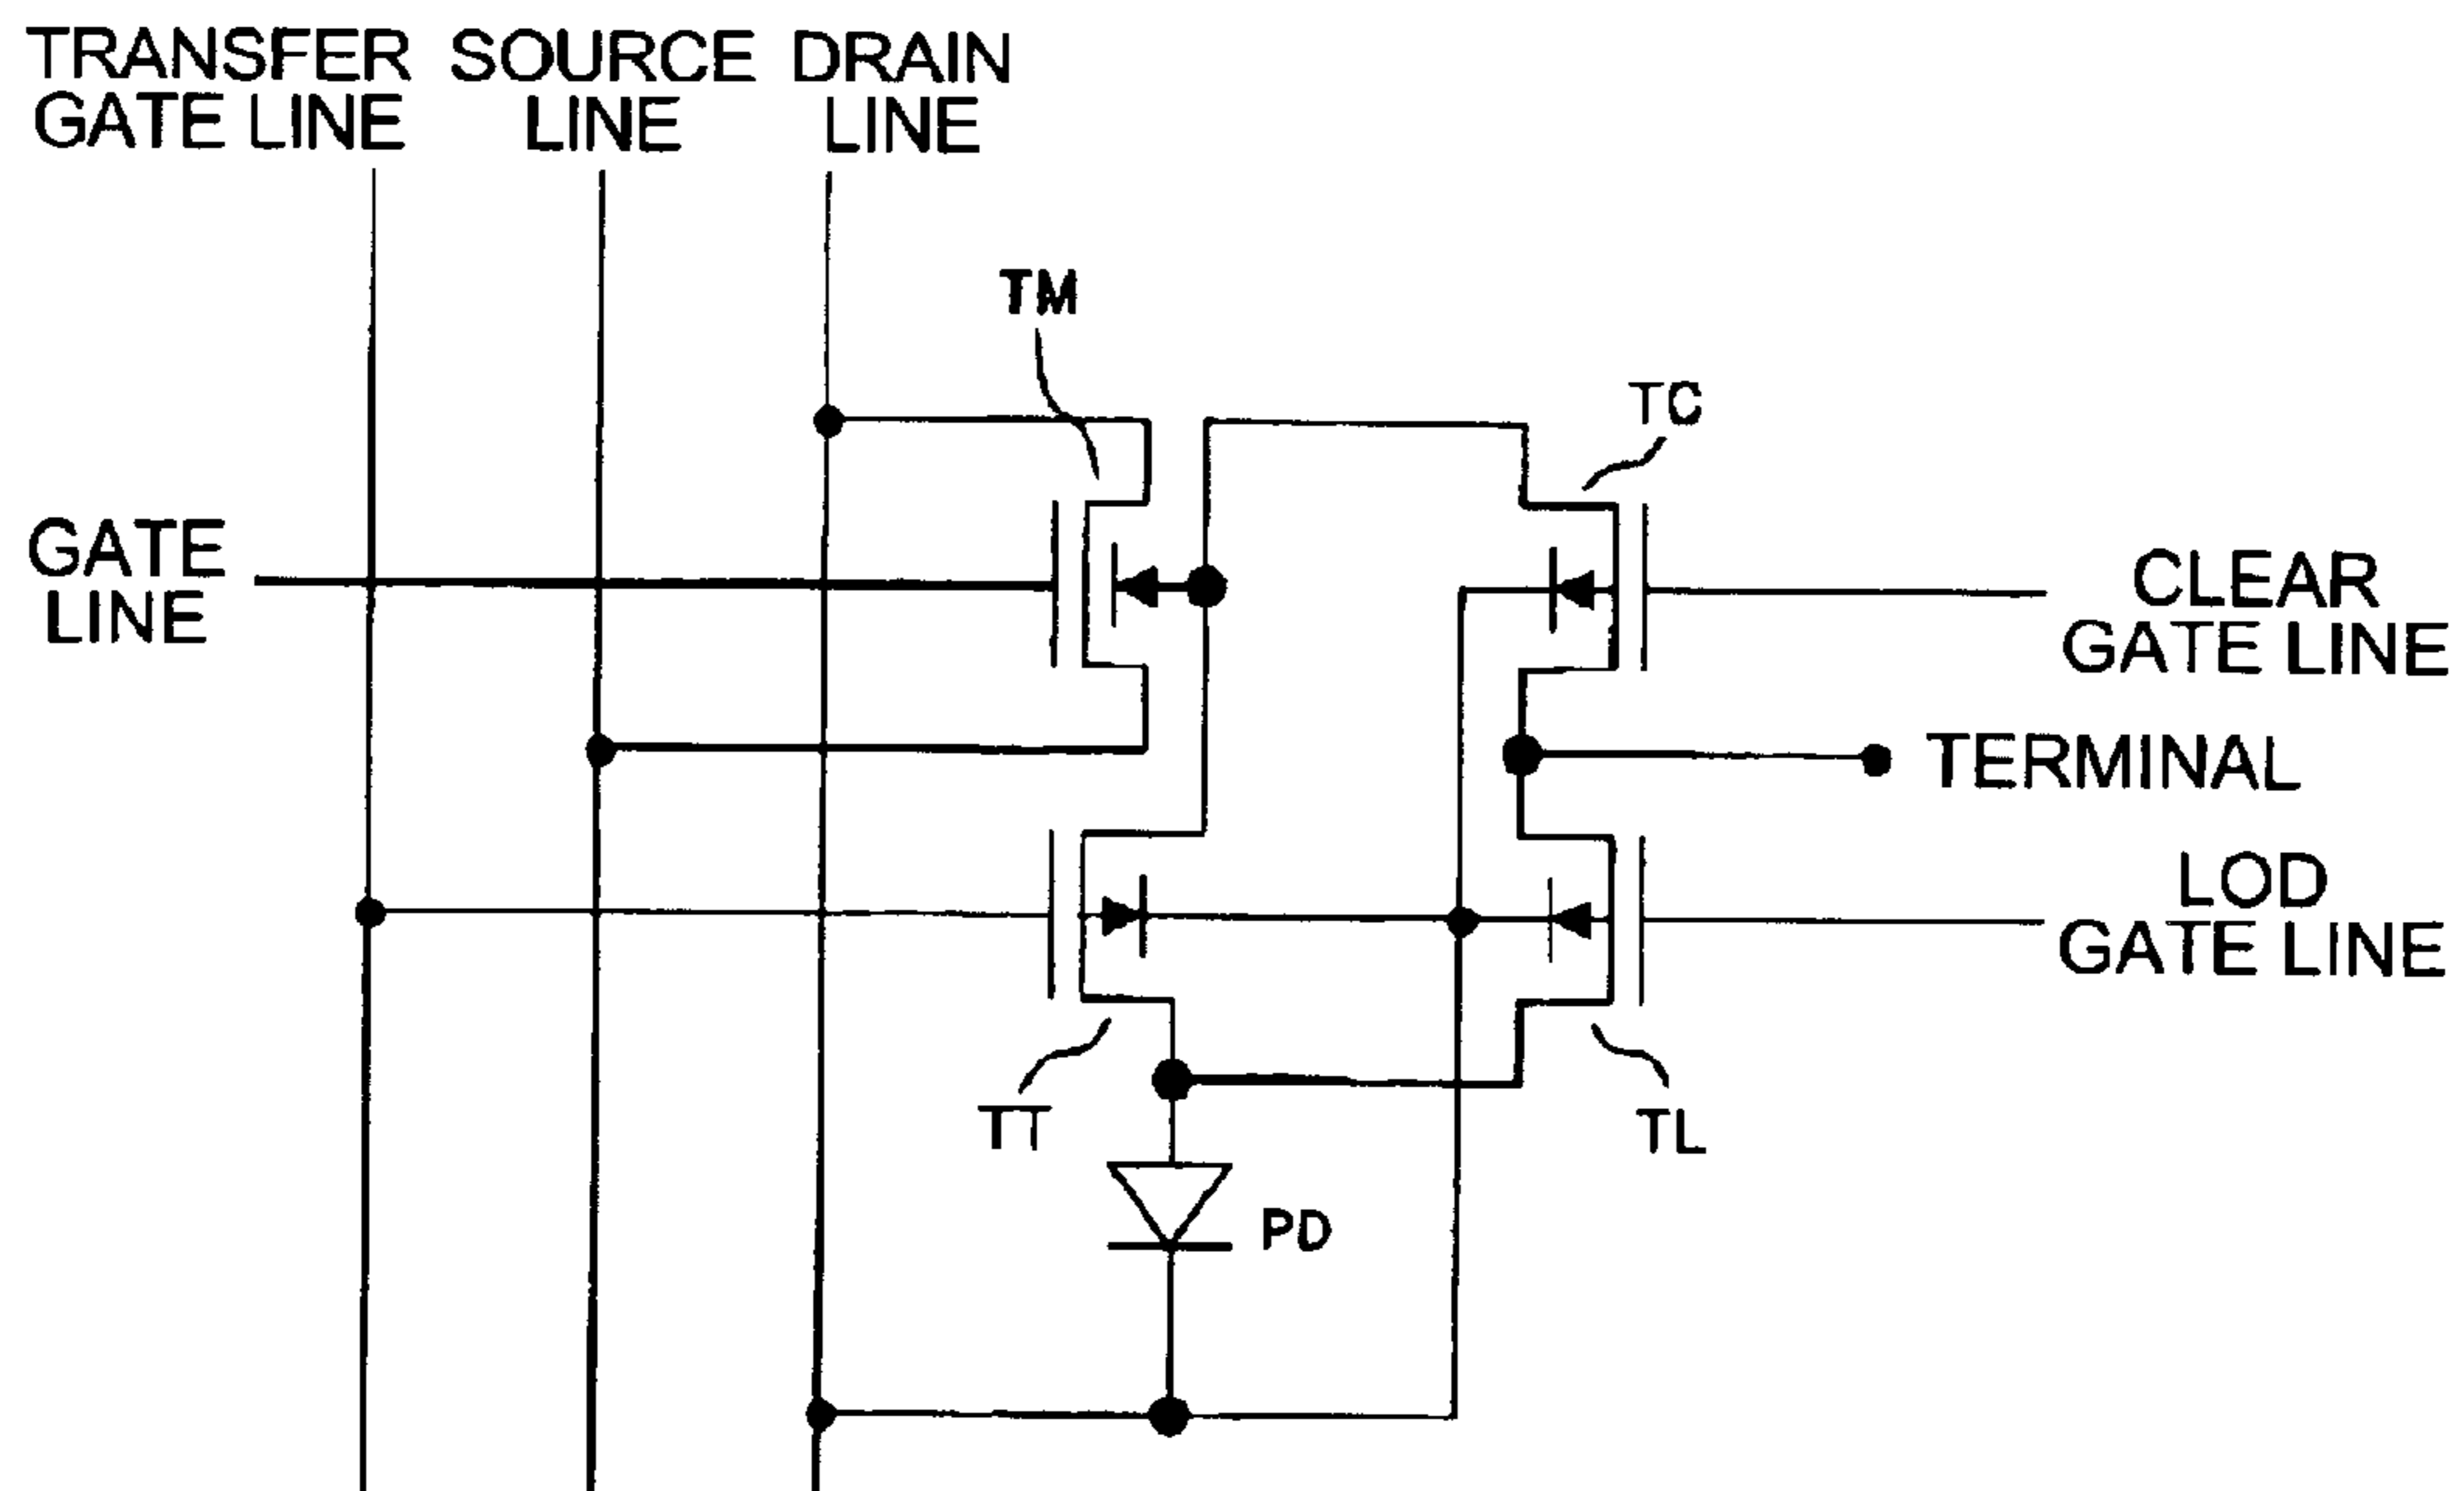 TRANSFER
GATE LINE
SOURCE
LINE
DRAIN
LINE
TM
TC
GATE
LINE
CLEAR
GATE LINE
TERMINAL
LOD
GATE LINE
TT
TL
PD